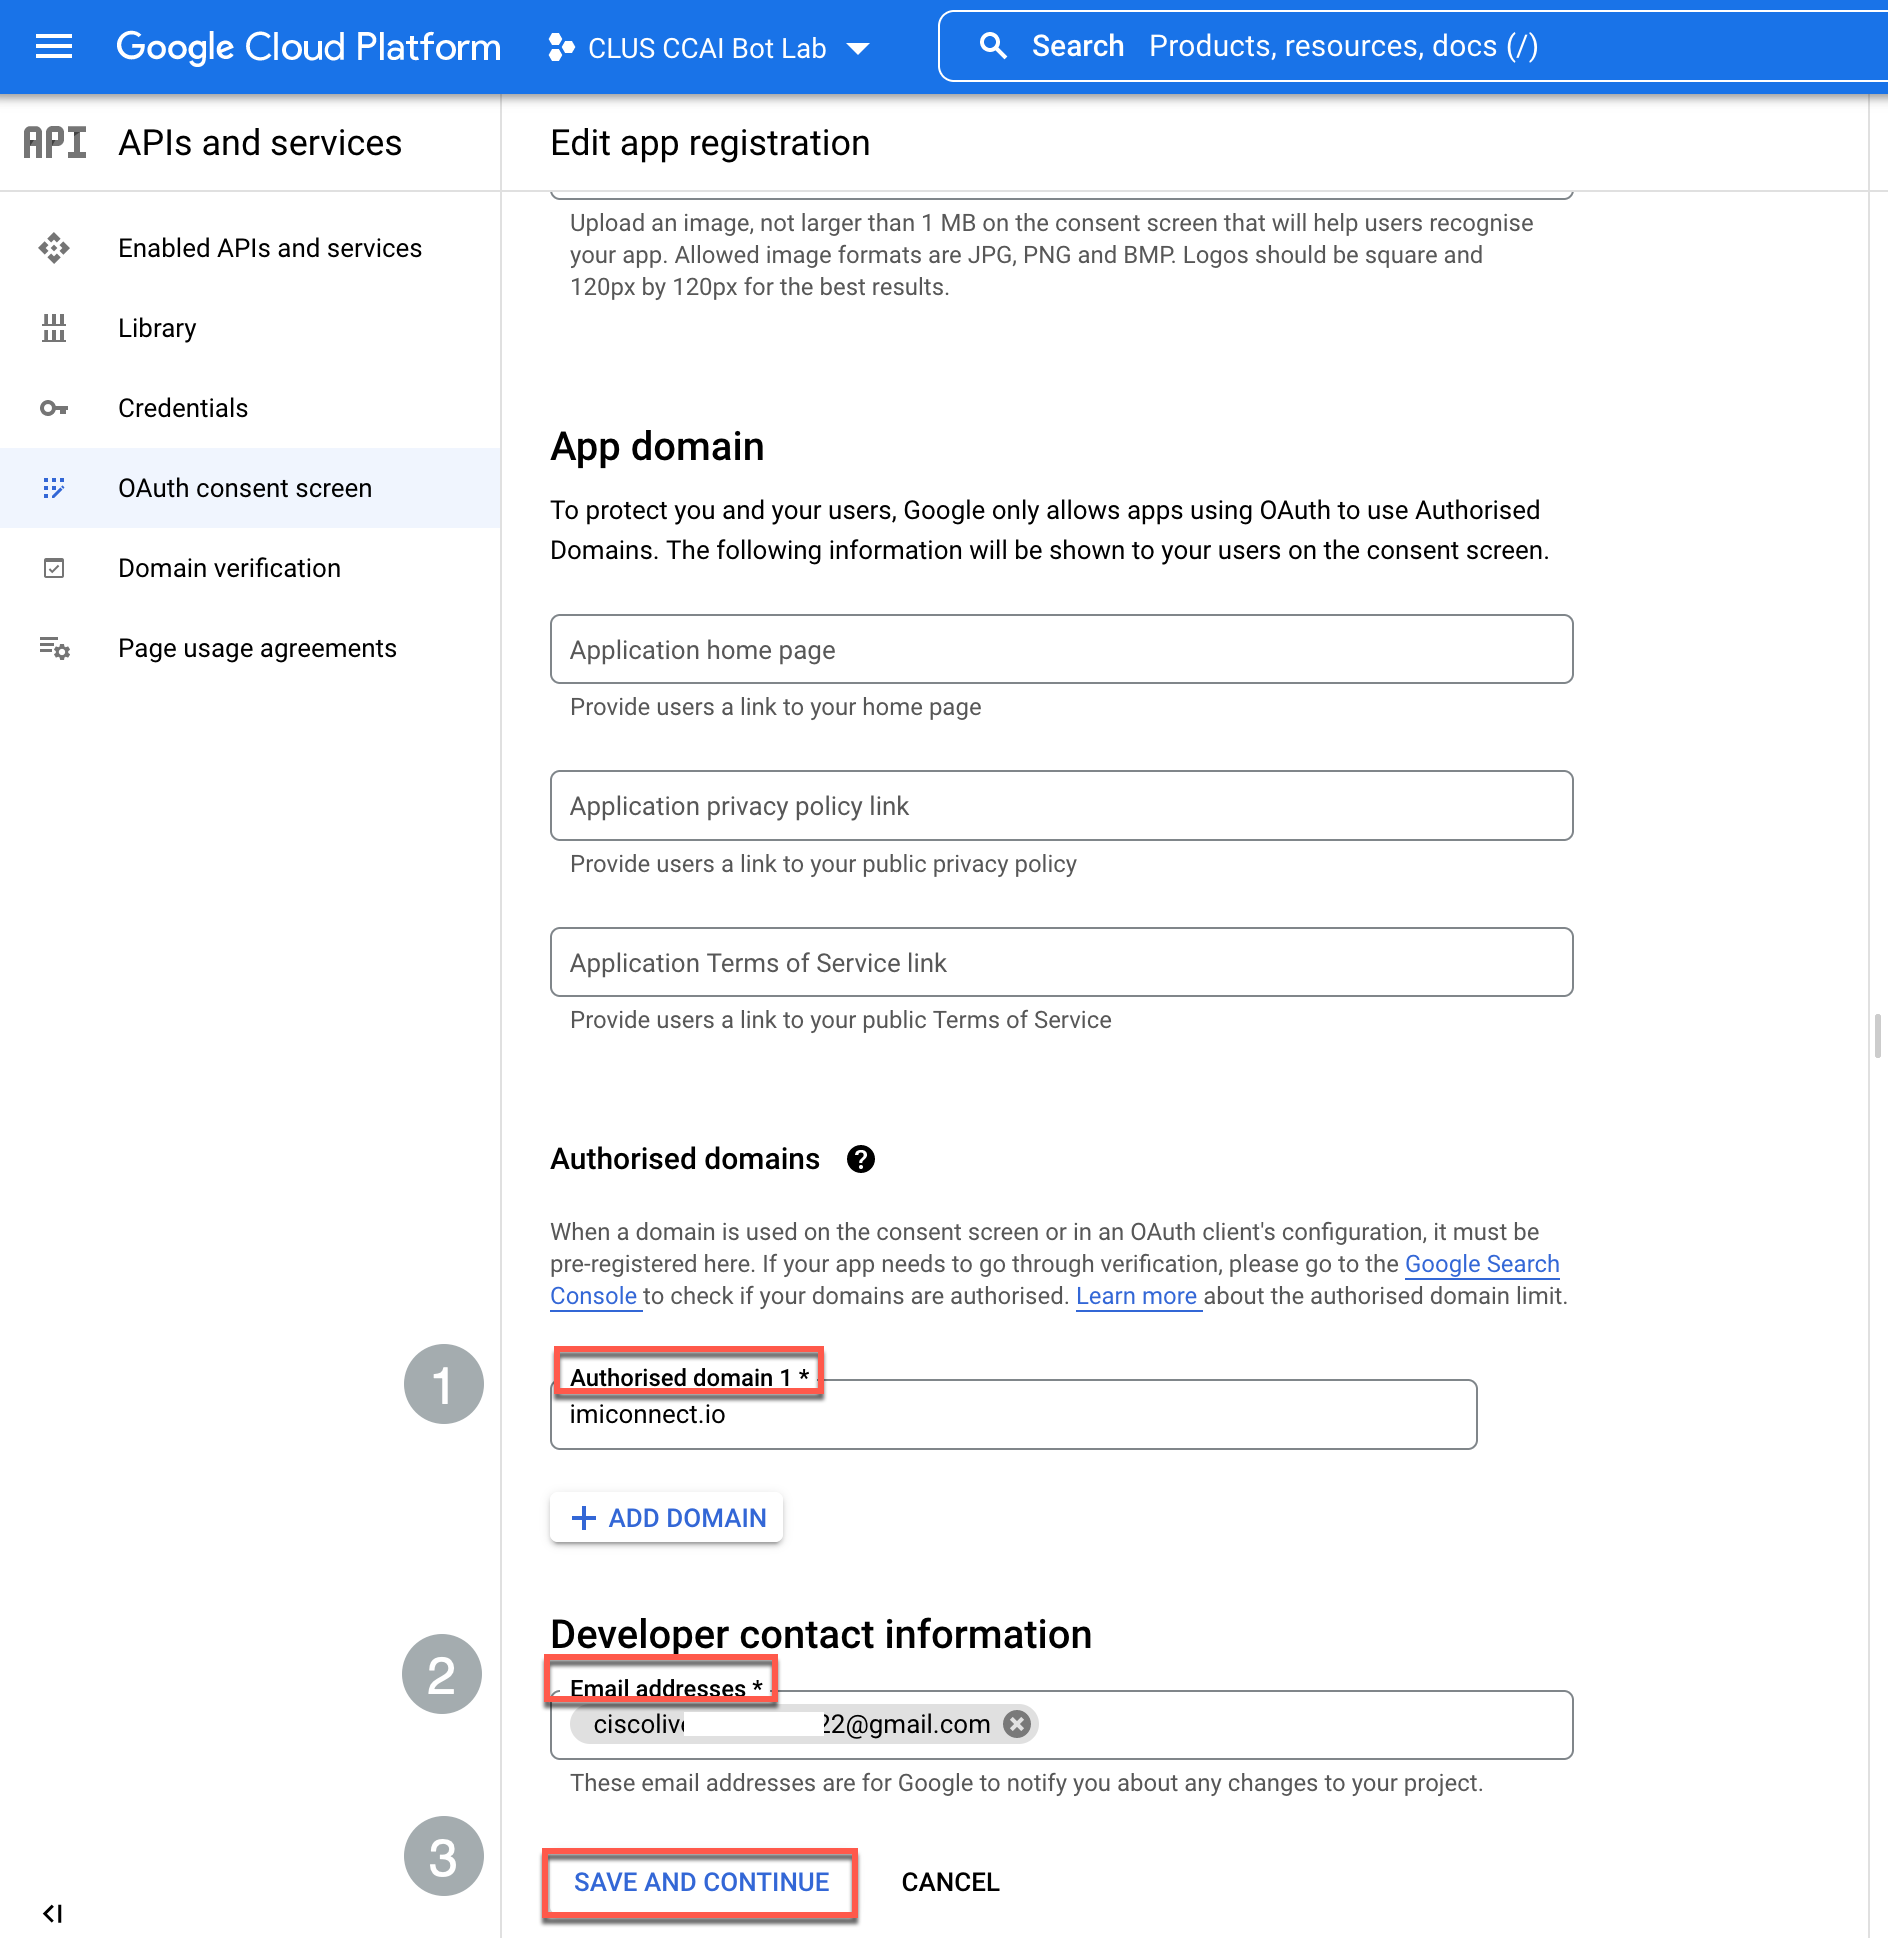 Google Cloud Platform
CLUS CCAI Bot Lab
Search Products, resources, docs (/)
API APIs and services
Edit app registration
Enabled APIs and services
Library
Credentials
OAuth consent screen
Domain verification
Page usage agreements
Upload an image, not larger than 1 MB on the consent screen that will help users recognise
your app. Allowed image formats are JPG, PNG and BMP. Logos should be square and
120px by 120px for the best results.
App domain
To protect you and your users, Google only allows apps using OAuth to use Authorised
Domains. The following information will be shown to your users on the consent screen.
Application home page
Provide users a link to your home page
Application privacy policy link
Provide users a link to your public privacy policy
Application Terms of Service link
Provide users a link to your public Terms of Service
Authorised domains ?
When a domain is used on the consent screen or in an OAuth client's configuration, it must be
pre-registered here. If your app needs to go through verification, please go to the Google Search
Console to check if your domains are authorised. Learn more about the authorised domain limit.
1
Authorised domain 1 *
imiconnect.io
+ ADD DOMAIN
Developer contact information
2
Email addresses *
ciscoliv 22@gmail.com
These email addresses are for Google to notify you about any changes to your project.
3
SAVE AND CONTINUE
CANCEL